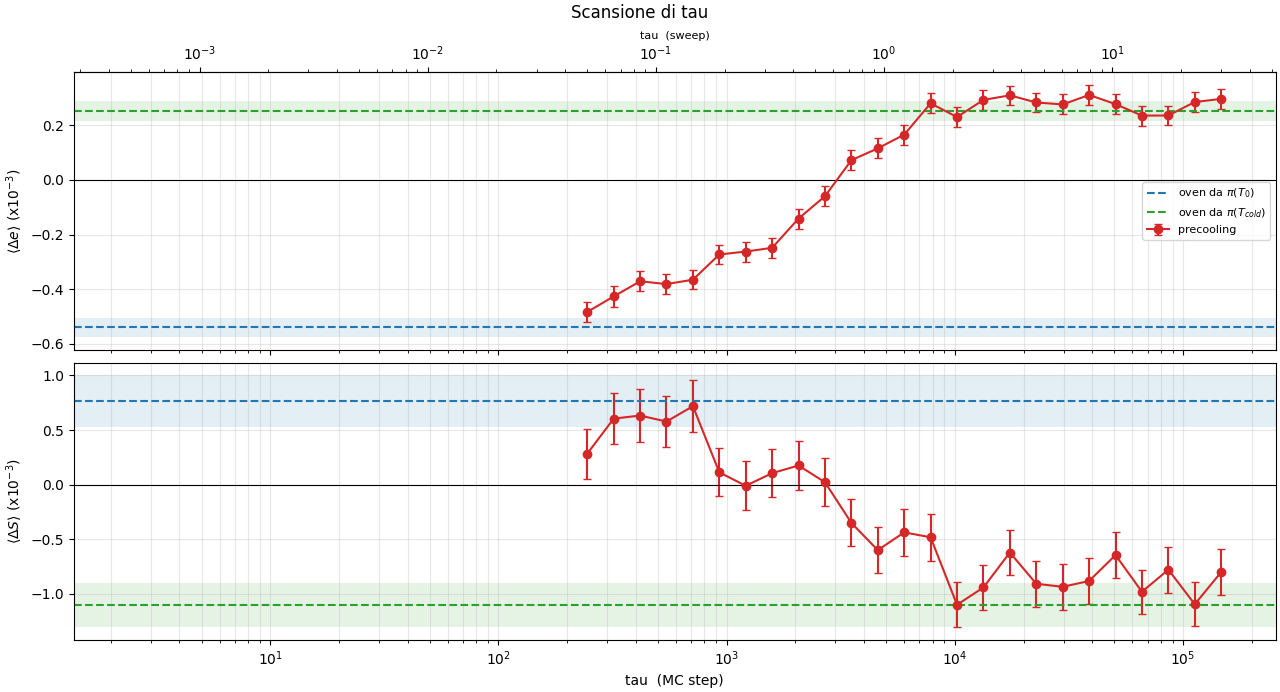 Scansione di tau
tau (sweep)
10⁻³ 10⁻² 10⁻¹ 10⁰ 10¹
⟨Δe⟩ (x10⁻³)
0.2
0.0
−0.2
−0.4
−0.6
oven da π(T₀)
oven da π(T_cold)
precooling
⟨ΔS⟩ (x10⁻³)
1.0
0.5
0.0
−0.5
−1.0
10¹ 10² 10³ 10⁴ 10⁵
tau (MC step)